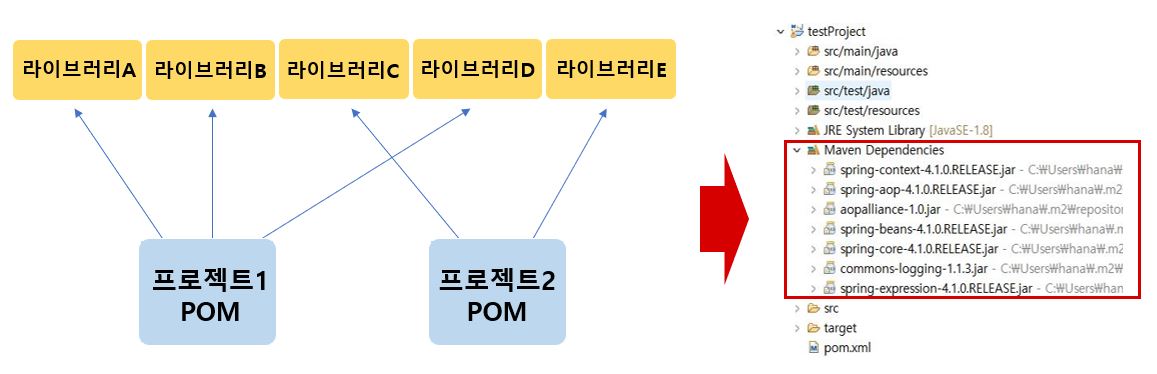 라이브러리A
라이브러리B
라이브러리C
라이브러리D
라이브러리E
프로젝트1
POM
프로젝트2
POM
testProject
src/main/java
src/main/resources
src/test/java
src/test/resources
JRE System Library [JavaSE-1.8]
Maven Dependencies
spring-context-4.1.0.RELEASE.jar - C:₩Users₩hana₩
spring-aop-4.1.0.RELEASE.jar - C:₩Users₩hana₩.m2
aopalliance-1.0.jar - C:₩Users₩hana₩.m2₩repositor
spring-beans-4.1.0.RELEASE.jar - C:₩Users₩hana₩.m
spring-core-4.1.0.RELEASE.jar - C:₩Users₩hana₩.m2
commons-logging-1.1.3.jar - C:₩Users₩hana₩.m2₩
spring-expression-4.1.0.RELEASE.jar - C:₩Users₩han
src
target
pom.xml